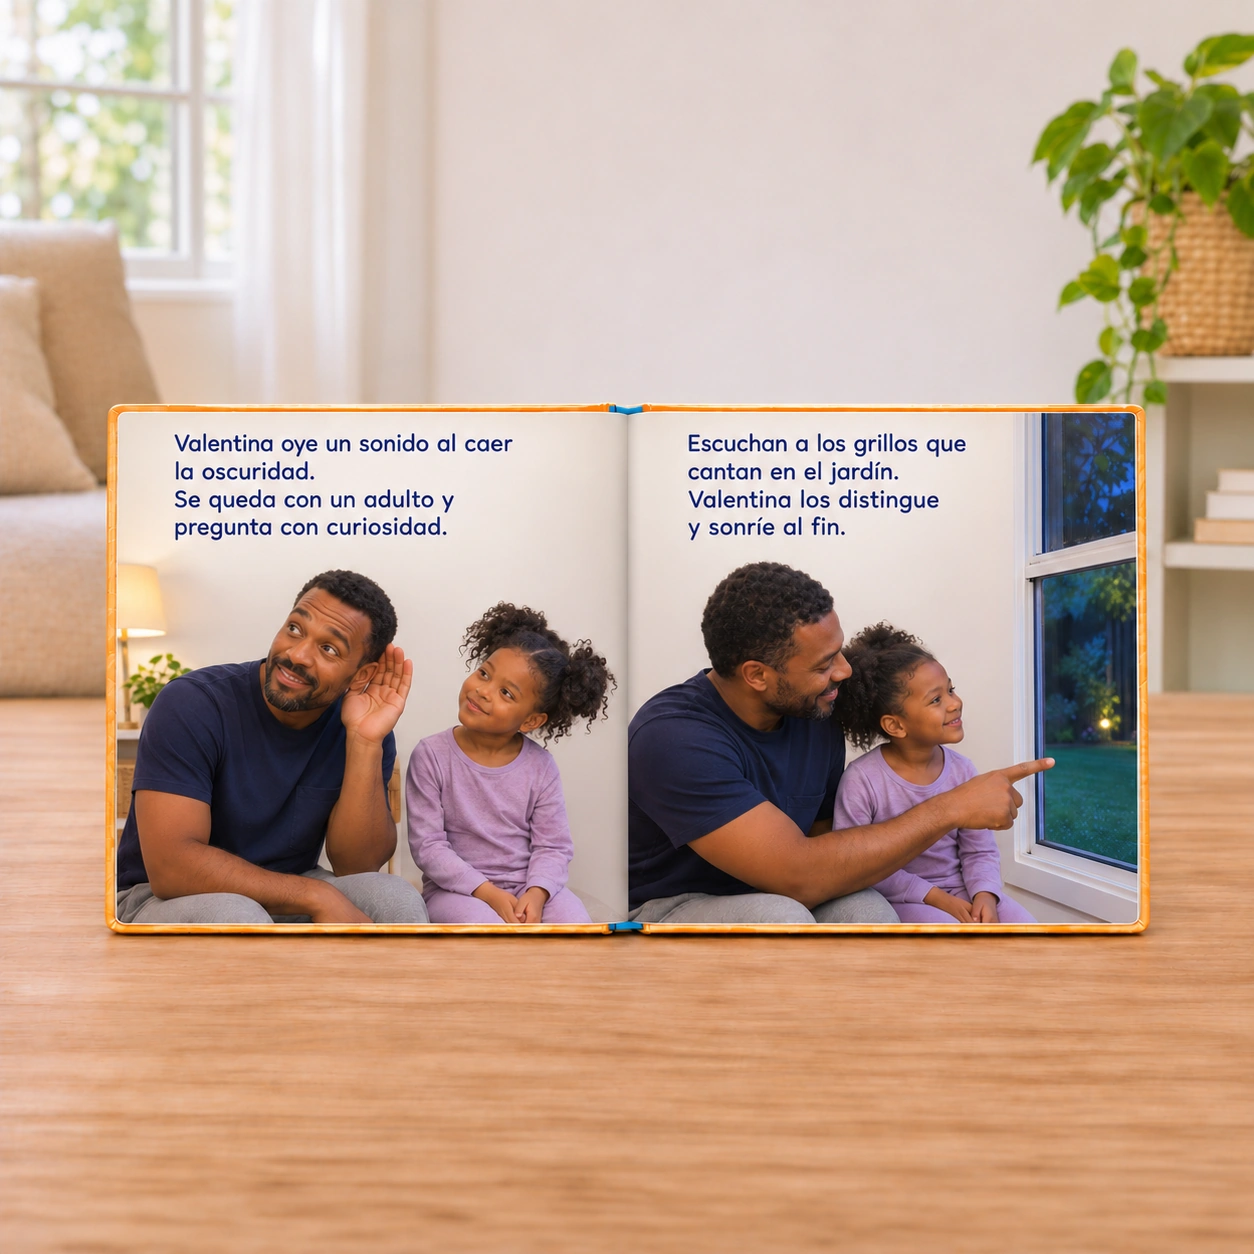 Valentina oye un sonido al caer
la oscuridad.
Se queda con un adulto y
pregunta con curiosidad.
Escuchan a los grillos que
cantan en el jardín.
Valentina los distingue
y sonríe al fin.